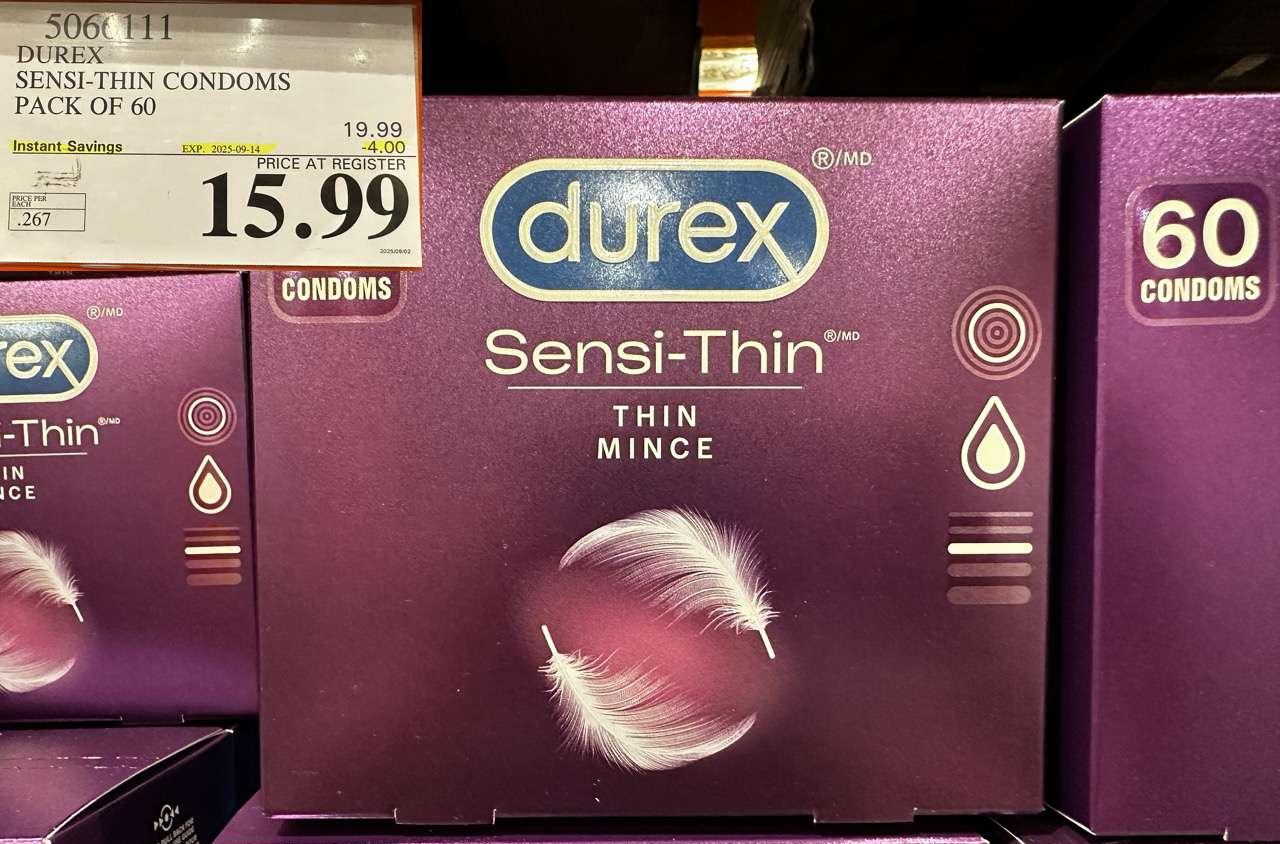 5066111
DUREX
SENSI-THIN CONDOMS
PACK OF 60
19.99
Instant Savings EXP. 2025-09-14 -4.00
PRICE AT REGISTER
15.99
PRICE PER
EACH
.267
2025/09/02
CONDOMS
durex ®/MD
Sensi-Thin ®/MD
THIN
MINCE
60
CONDOMS
rex ®/MD
i-Thin ®/MD
IN
NCE